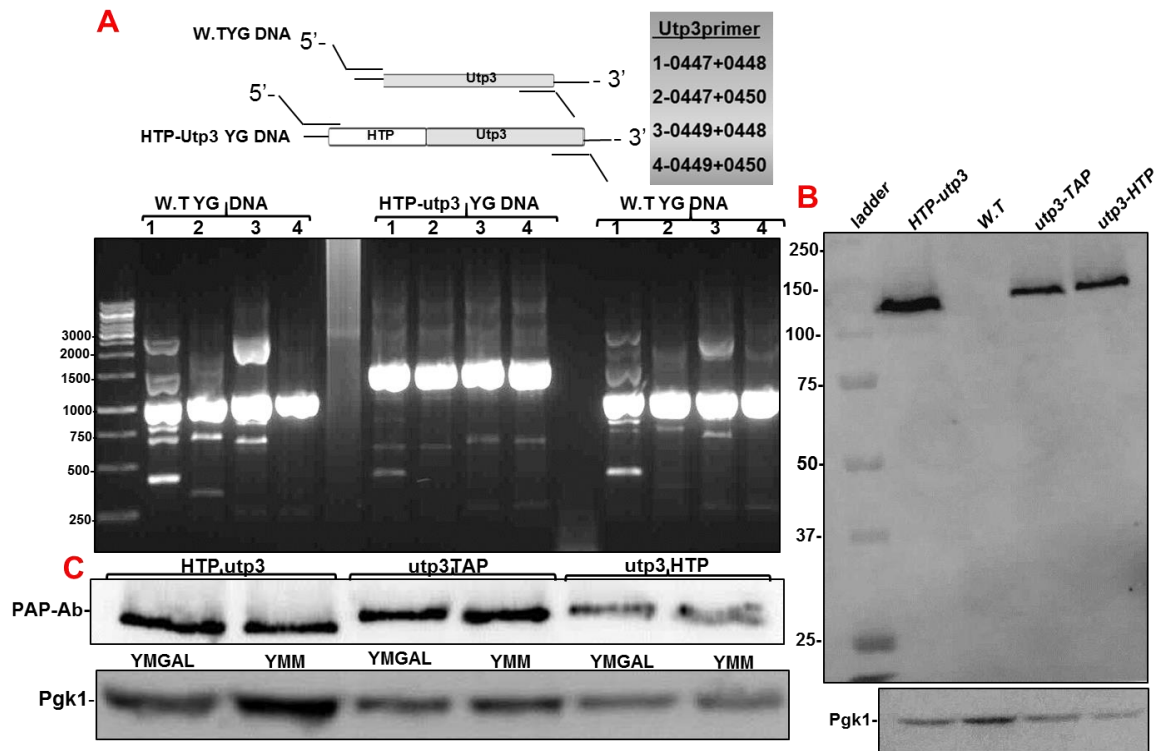 A
W.TYG DNA
5’-
Utp3
- 3’
5’-
HTP-Utp3 YG DNA
HTP
Utp3
- 3’
Utp3primer
1-0447+0448
2-0447+0450
3-0449+0448
4-0449+0450
W.T YG DNA
HTP-utp3 YG DNA
W.T YG DNA
1 2 3 4
1 2 3 4
1 2 3 4
3000
2000
1500
1000
750
500
250
B
ladder
HTP-utp3
W.T
utp3-TAP
utp3-HTP
250-
150-
100-
75-
50-
37-
25-
Pgk1-
C
HTP utp3
utp3 TAP
utp3 HTP
PAP-Ab-
YMGAL YMM YMGAL YMM YMGAL YMM
Pgk1-